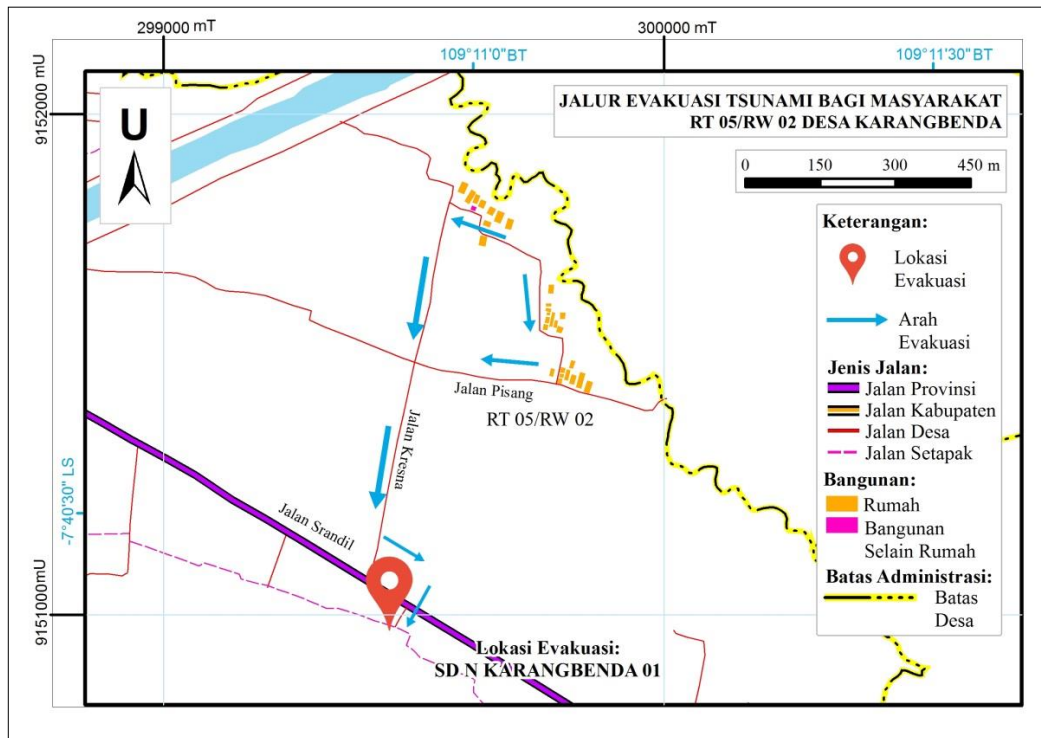 299000 mT
300000 mT
109°11'0"BT
109°11'30" BT
9152000 mU
U
JALUR EVAKUASI TSUNAMI BAGI MASYARAKAT
RT 05/RW 02 DESA KARANGBENDA
0 150 300 450 m
Keterangan:
Lokasi
Evakuasi
Arah
Evakuasi
Jenis Jalan:
Jalan Provinsi
Jalan Kabupaten
Jalan Desa
Jalan Setapak
Bangunan:
Rumah
Bangunan
Selain Rumah
Batas Administrasi:
Batas
Desa
Jalan Pisang
RT 05/RW 02
Jalan Kresna
-7°40'30" LS
Jalan Srandil
9151000mU
Lokasi Evakuasi:
SD N KARANGBENDA 01